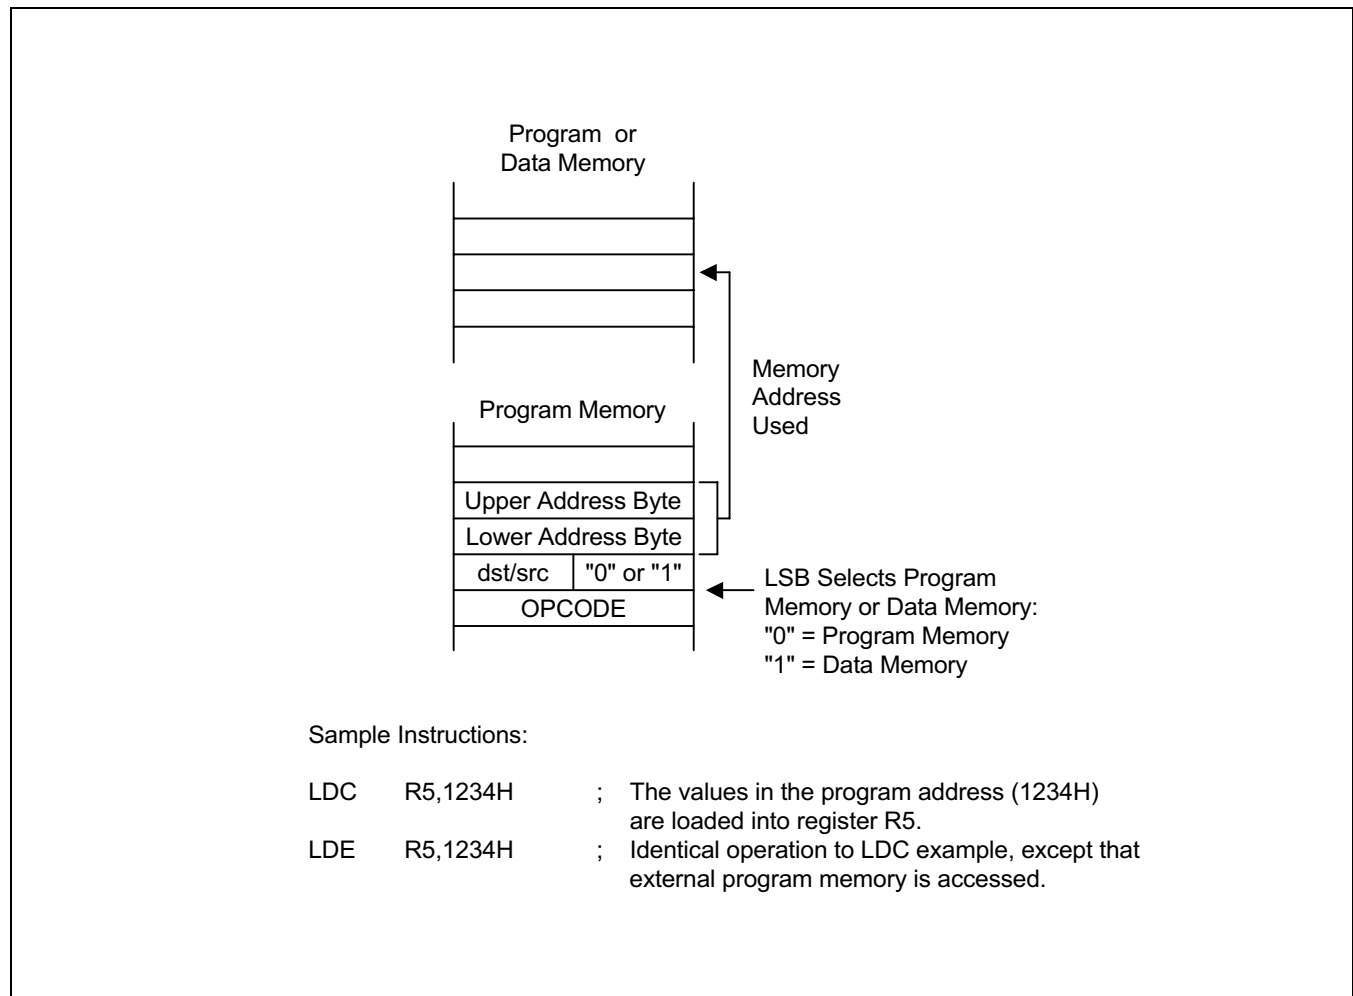 Program or
Data Memory
Memory
Address
Used
Program Memory
Upper Address Byte
Lower Address Byte
dst/src "0" or "1"
OPCODE
LSB Selects Program
Memory or Data Memory:
"0" = Program Memory
"1" = Data Memory
Sample Instructions:
LDC R5,1234H ; The values in the program address (1234H)
are loaded into register R5.
LDE R5,1234H ; Identical operation to LDC example, except that
external program memory is accessed.